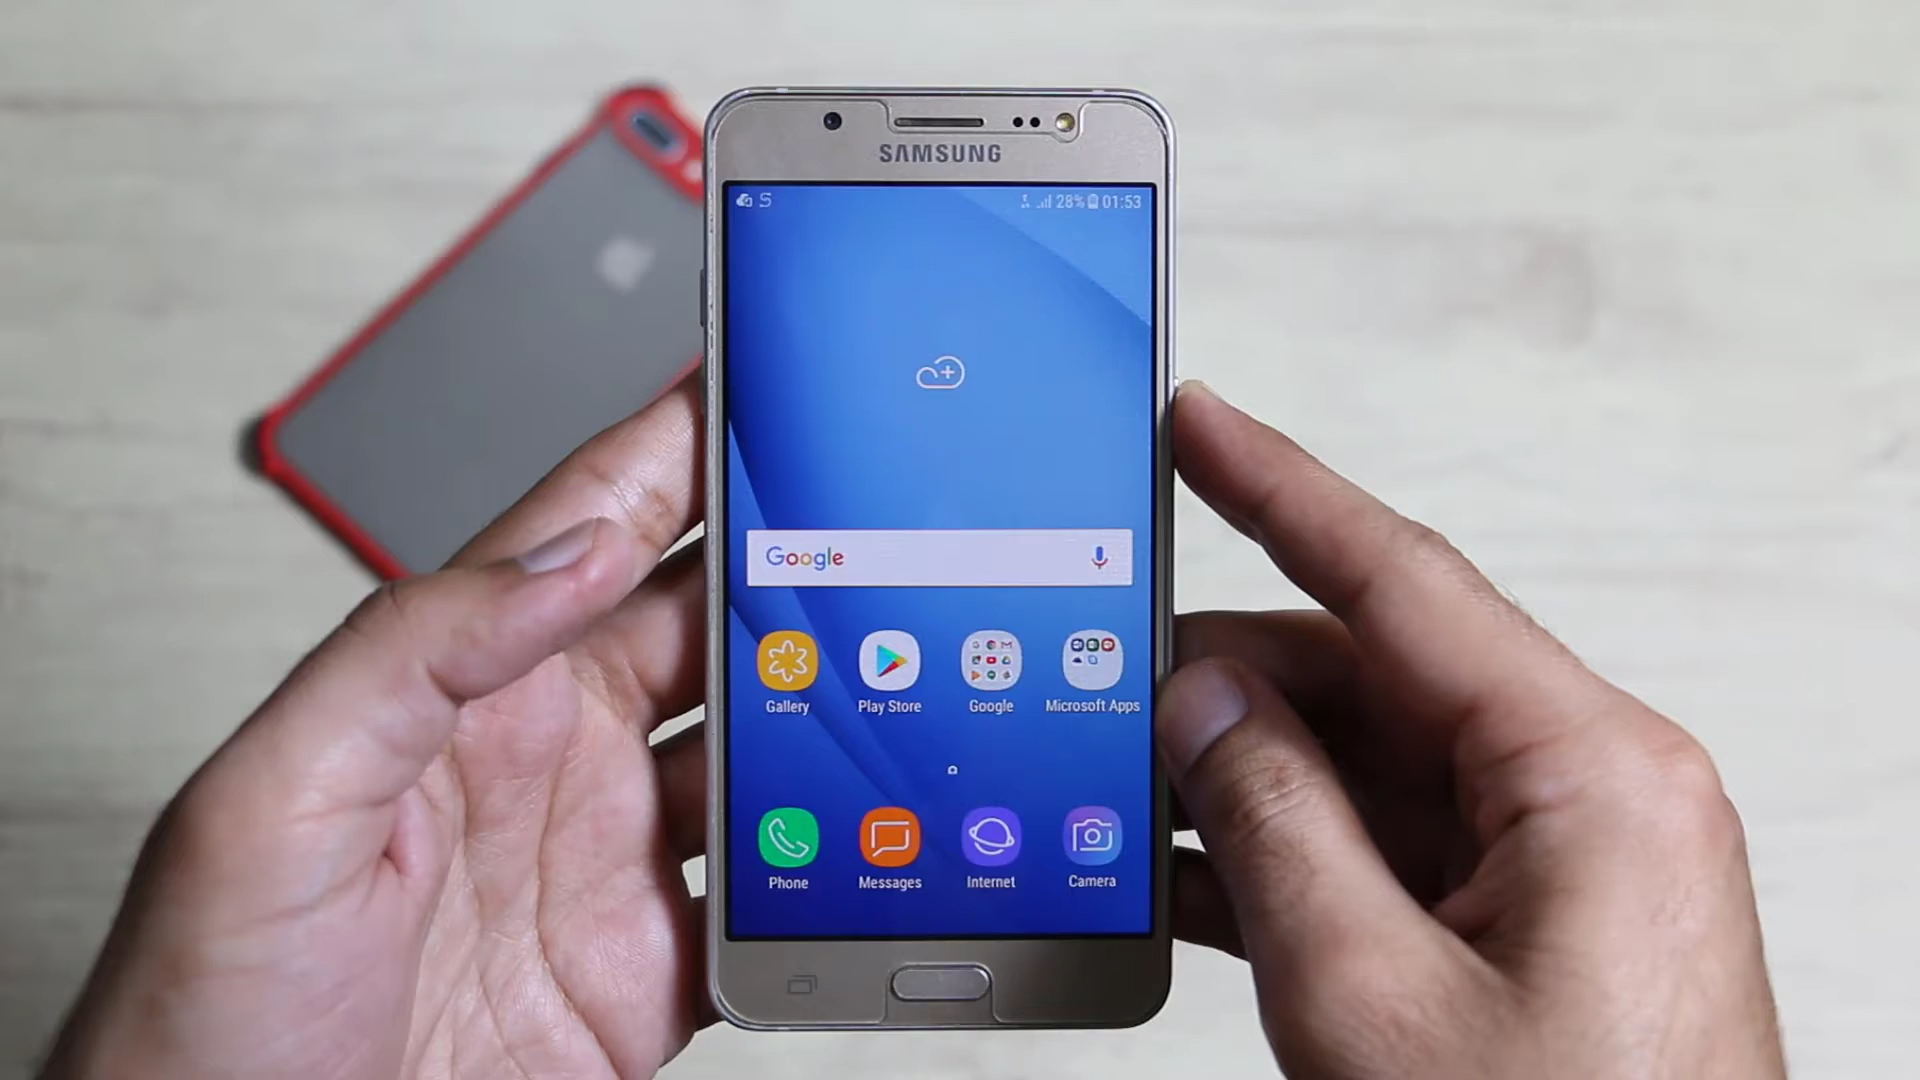 SAMSUNG
28% 01:53
Google
Gallery Play Store Google Microsoft Apps
Phone Messages Internet Camera